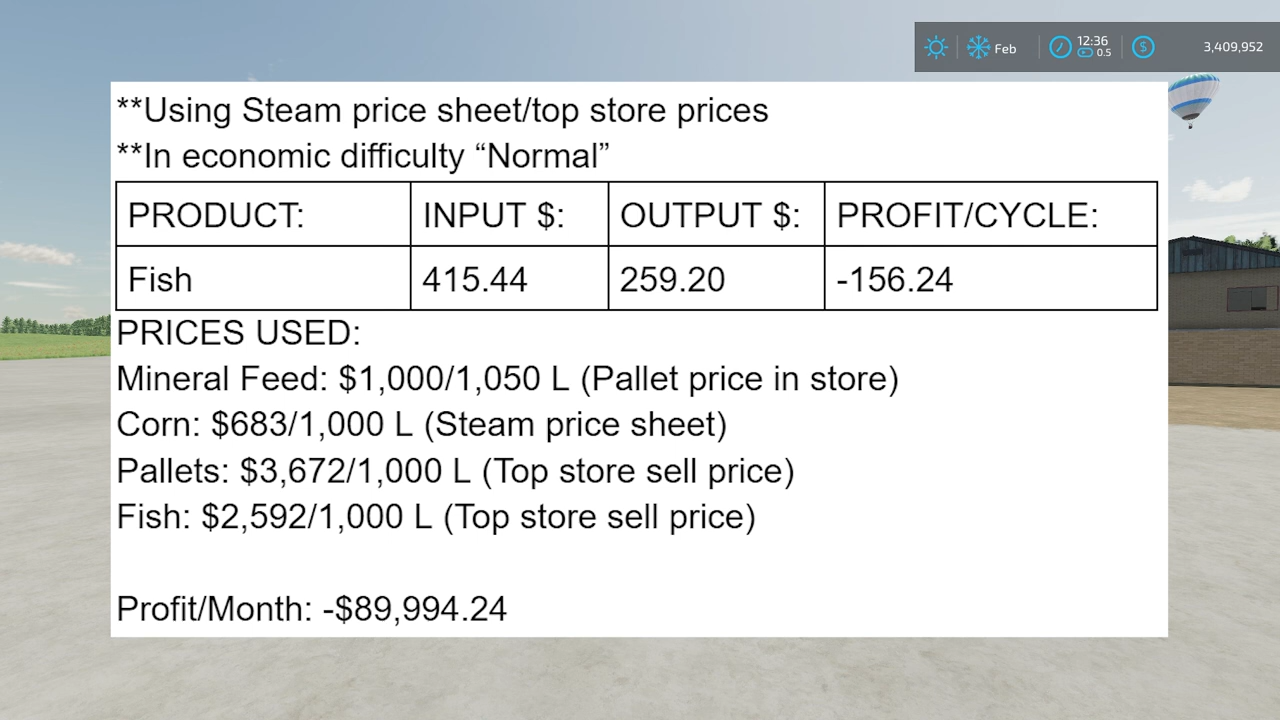 Feb
12:36
0.5
3,409,952
**Using Steam price sheet/top store prices
**In economic difficulty “Normal”
PRODUCT: INPUT $: OUTPUT $: PROFIT/CYCLE:
Fish 415.44 259.20 -156.24
PRICES USED:
Mineral Feed: $1,000/1,050 L (Pallet price in store)
Corn: $683/1,000 L (Steam price sheet)
Pallets: $3,672/1,000 L (Top store sell price)
Fish: $2,592/1,000 L (Top store sell price)
Profit/Month: -$89,994.24